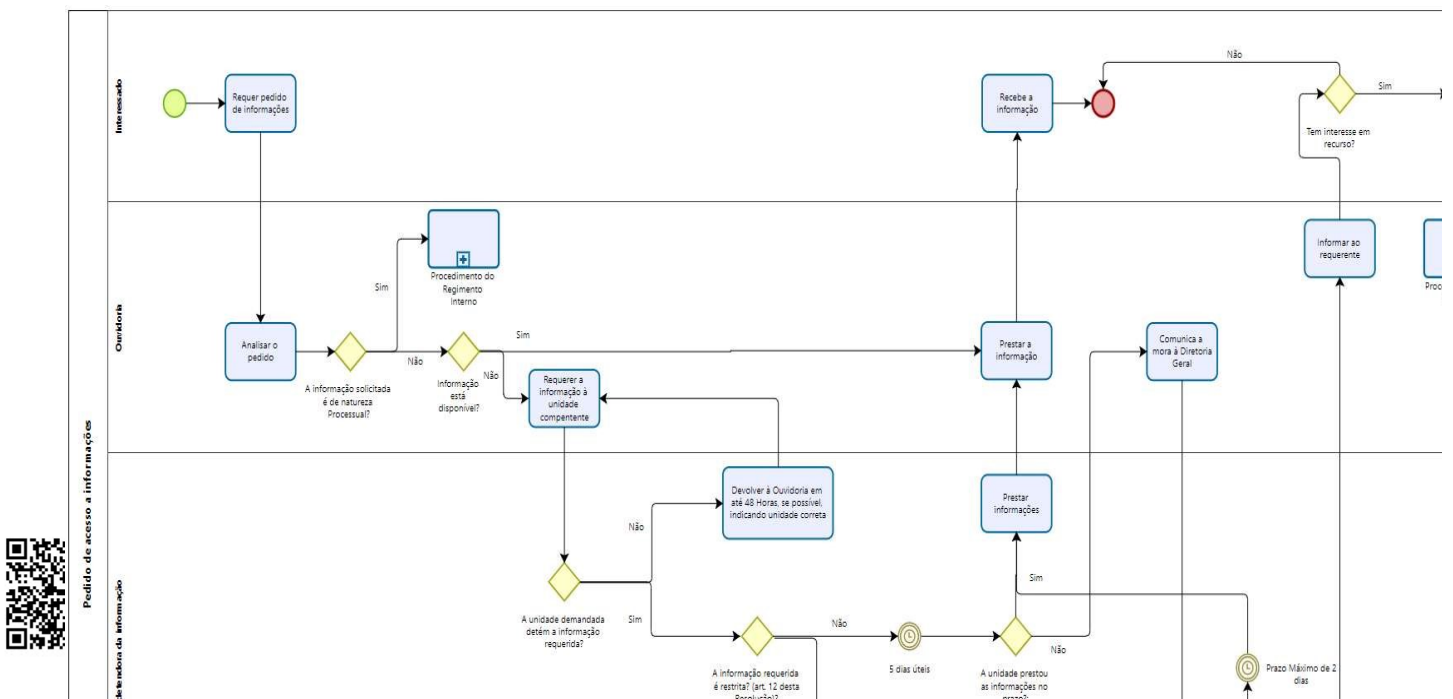 Pedido de acesso a informações
Interessado
Requer pedido
de informações
Recebe a
informação
Não
Sim
Tem interesse em
recurso?
Ouvidoria
Procedimento do
Regimento
Interno
Sim
Analisar o
pedido
A informação solicitada
é de natureza
Processual?
Não
Informação
está
disponível?
Sim
Não
Requerer a
informação à
unidade
compentente
Prestar a
informação
Comunica a
mora à Diretoria
Geral
Informar ao
requerente
Proc
detentora da informação
Devolver à Ouvidoria em
até 48 Horas, se possível,
indicando unidade correta
Prestar
informações
Não
A unidade demandada
detém a informação
requerida?
Sim
A informação requerida
é restrita? (art. 12 desta
Resolução)?
Não
5 dias úteis
Sim
A unidade prestou
as informações no
prazo?
Não
Prazo Máximo de 2
dias